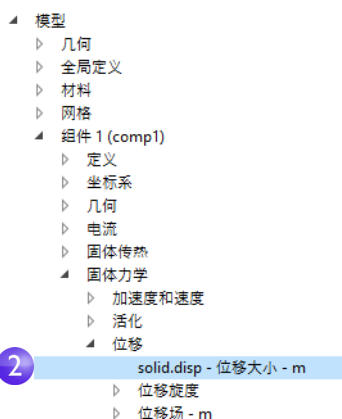 模型
几何
全局定义
材料
网格
组件 1 (comp1)
定义
坐标系
几何
电流
固体传热
固体力学
加速度和速度
活化
位移
2 solid.disp - 位移大小 - m
位移旋度
位移场 - m